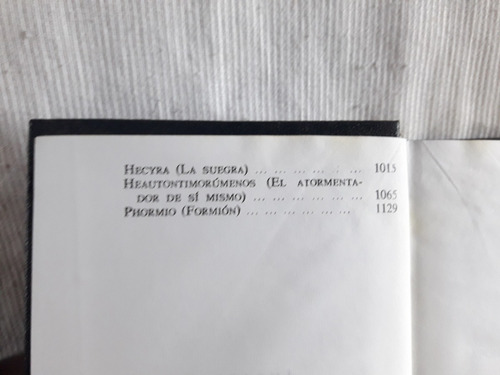 Hecyra (La suegra) ... ... ... ... . ... 1015
Heautontimorúmenos (El atormenta-
dor de sí mismo) ... ... ... ... ... ... 1065
Phormio (Formión) ... ... ... ... ... ... 1129